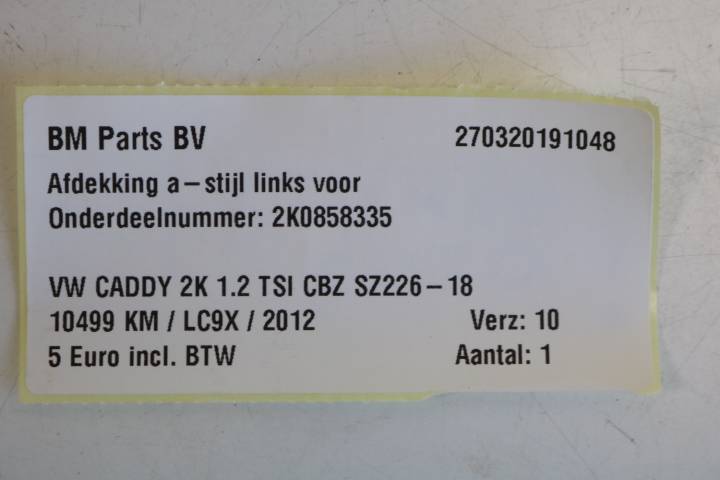 BM Parts BV 270320191048
Afdekking a-stijl links voor
Onderdeelnummer: 2K0858335
VW CADDY 2K 1.2 TSI CBZ SZ226-18
10499 KM / LC9X / 2012 Verz: 10
5 Euro incl. BTW Aantal: 1